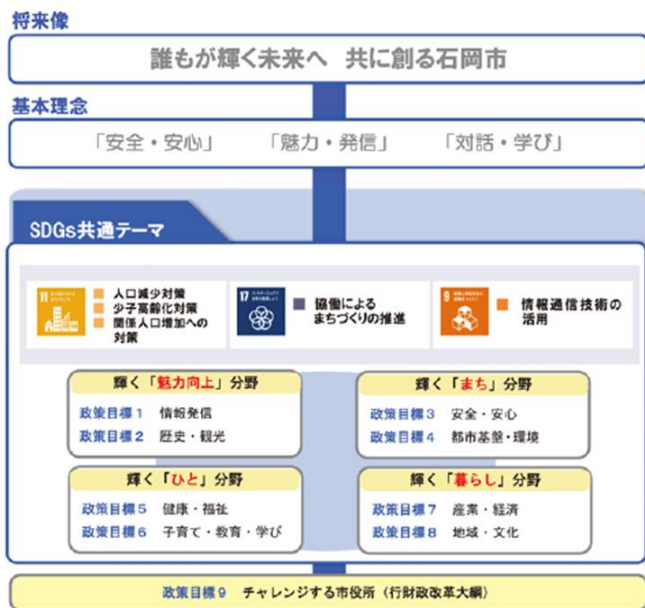 将来像
誰もが輝く未来へ 共に創る石岡市
基本理念
「安全・安心」 「魅力・発信」 「対話・学び」
SDGs共通テーマ
11
人口減少対策
少子高齢化対策
関係人口増加への
対策
17
協働による
まちづくりの推進
9
情報通信技術の
活用
輝く「魅力向上」分野
政策目標1 情報発信
政策目標2 歴史・観光
輝く「まち」分野
政策目標3 安全・安心
政策目標4 都市基盤・環境
輝く「ひと」分野
政策目標5 健康・福祉
政策目標6 子育て・教育・学び
輝く「暮らし」分野
政策目標7 産業・経済
政策目標8 地域・文化
政策目標9 チャレンジする市役所（行財政改革大綱）